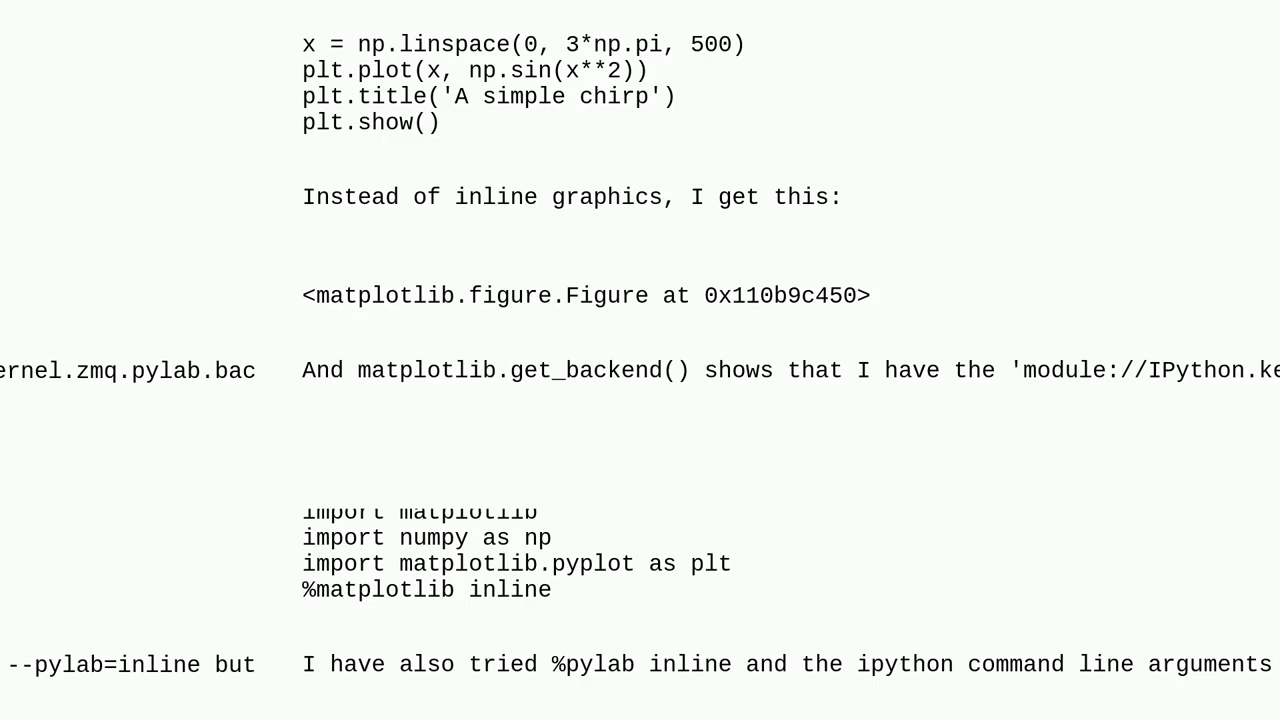 x = np.linspace(0, 3*np.pi, 500)
plt.plot(x, np.sin(x**2))
plt.title('A simple chirp')
plt.show()
Instead of inline graphics, I get this:
<matplotlib.figure.Figure at 0x110b9c450>
ernel.zmq.pylab.bac And matplotlib.get_backend() shows that I have the 'module://IPython.ke
import matplotlib
import numpy as np
import matplotlib.pyplot as plt
%matplotlib inline
--pylab=inline but I have also tried %pylab inline and the ipython command line arguments